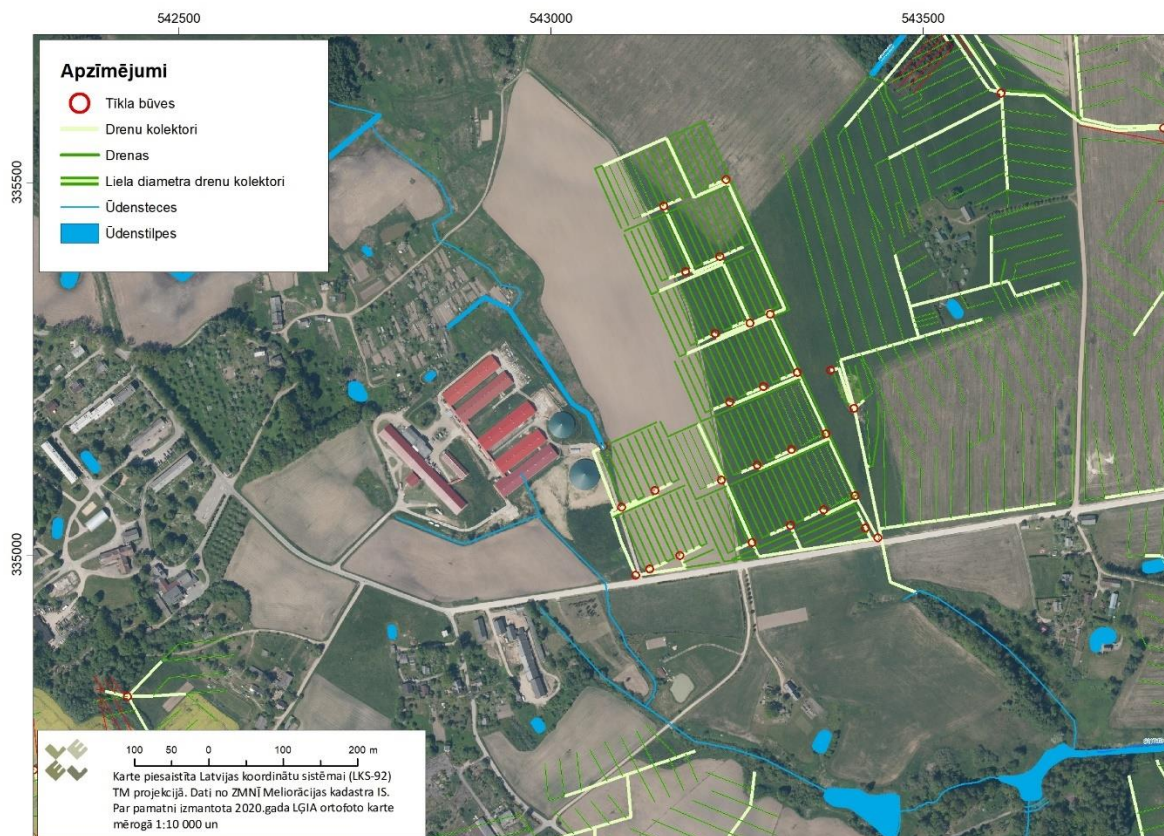 542500
543000
543500
335500
335000
Apzīmējumi
Tīkla būves
Drenu kolektori
Drenas
Liela diametra drenu kolektori
Ūdensteces
Ūdenstilpes
100 50 0 100 200 m
Karte piesaistīta Latvijas koordinātu sistēmai (LKS-92)
TM projekcijā. Dati no ZMNĪ Meliorācijas kadastra IS.
Par pamatni izmantota 2020.gada LĢIA ortofoto karte
mērogā 1:10 000 un